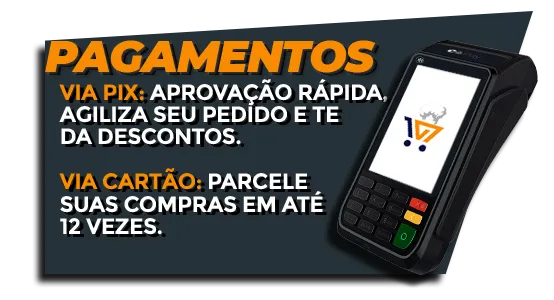 PAGAMENTOS
VIA PIX: APROVAÇÃO RÁPIDA,
AGILIZA SEU PEDIDO E TE
DA DESCONTOS.
VIA CARTÃO: PARCELE
SUAS COMPRAS EM ATÉ
12 VEZES.